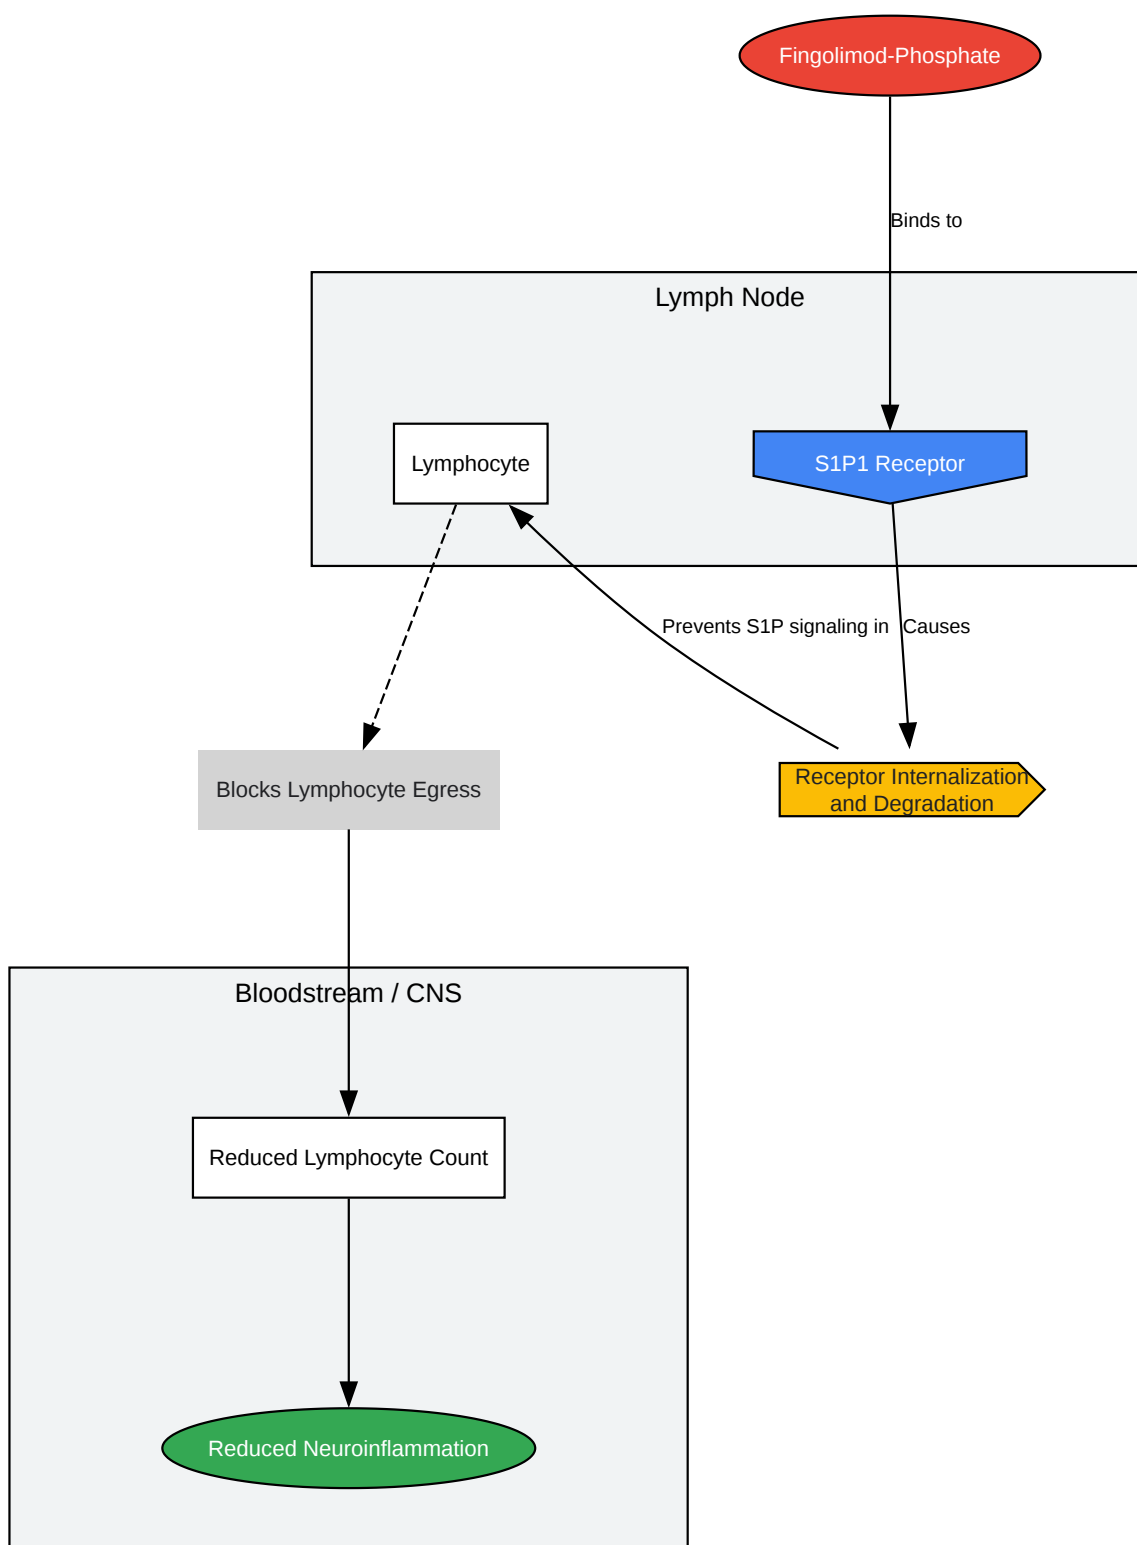 Fingolimod-Phosphate
Binds to
Lymph Node
Lymphocyte
S1P1 Receptor
Prevents S1P signaling in
Causes
Blocks Lymphocyte Egress
Receptor Internalization
and Degradation
Bloodstream / CNS
Reduced Lymphocyte Count
Reduced Neuroinflammation